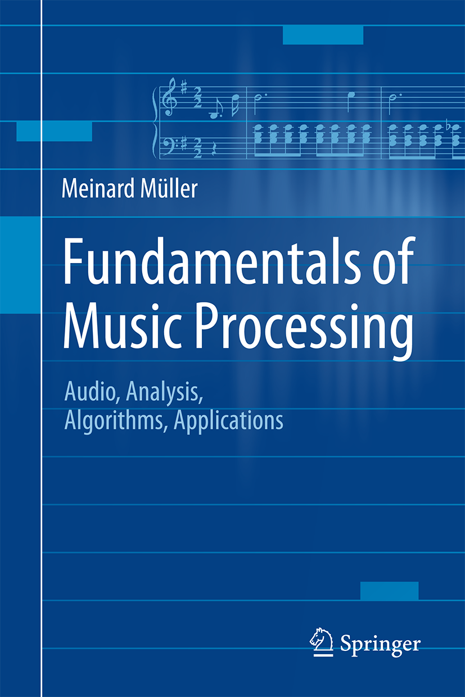 Meinard Müller
Fundamentals of
Music Processing
Audio, Analysis,
Algorithms, Applications
Springer